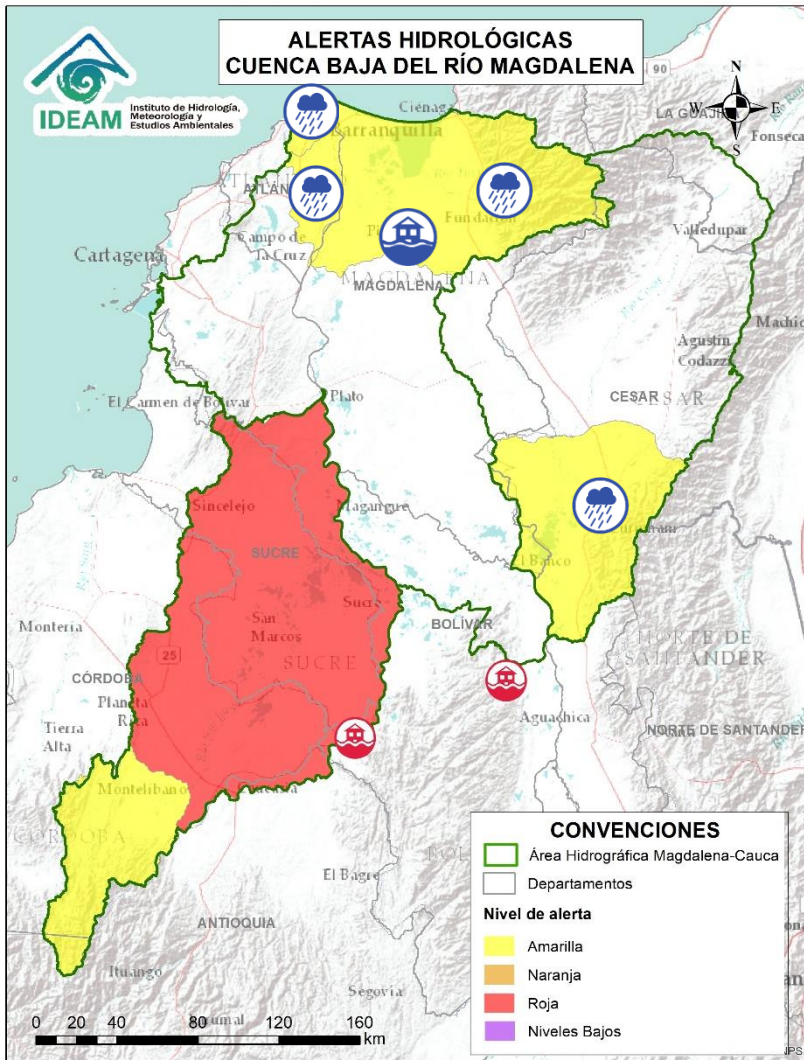 ALERTAS HIDROLÓGICAS
CUENCA BAJA DEL RÍO MAGDALENA
IDEAM
Instituto de Hidrología,
Meteorología y
Estudios Ambientales
90
N
W
E
S
Ciénaga
Barranquilla
LA GUAJIRA
Fonseca
ATLÁN
Fundación
Valledupar
Cartagena
Campo de
la Cruz
MAGDALENA
MAGDALENA
Agustín
Codazzi
CESAR
CESAR
El Carmen de Bolívar
Plato
Sincelejo
Magangué
SUCRE
El Banco
Sucre
San
Marcos
BOLÍVAR
Montería
25
SUCRE
NORTE DE
SANTANDER
CÓRDOBA
Planeta
Rica
Tierra
Alta
Aguachica
NORTE DE SANTANDER
Montelíbano
CÓRDOBA
El Bagre
ANTIOQUIA
Ituango
Segovia
CONVENCIONES
Área Hidrográfica Magdalena-Cauca
Departamentos
Nivel de alerta
Amarilla
Naranja
Roja
Niveles Bajos
0 20 40 80 120 160
km